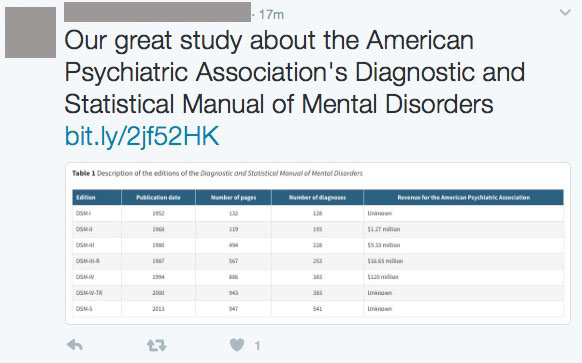 · 17m
Our great study about the American
Psychiatric Association's Diagnostic and
Statistical Manual of Mental Disorders
bit.ly/2jf52HK
Table 1 Description of the editions of the Diagnostic and Statistical Manual of Mental Disorders
Edition Publication date Number of pages Number of diagnoses Revenue for the American Psychiatric Association
DSM-I 1952 132 128 Unknown
DSM-II 1968 119 193 $1.27 million
DSM-III 1980 494 228 $9.33 million
DSM-III-R 1987 567 253 $16.65 million
DSM-IV 1994 886 383 $120 million
DSM-IV-TR 2000 943 383 Unknown
DSM-5 2013 947 541 Unknown
1